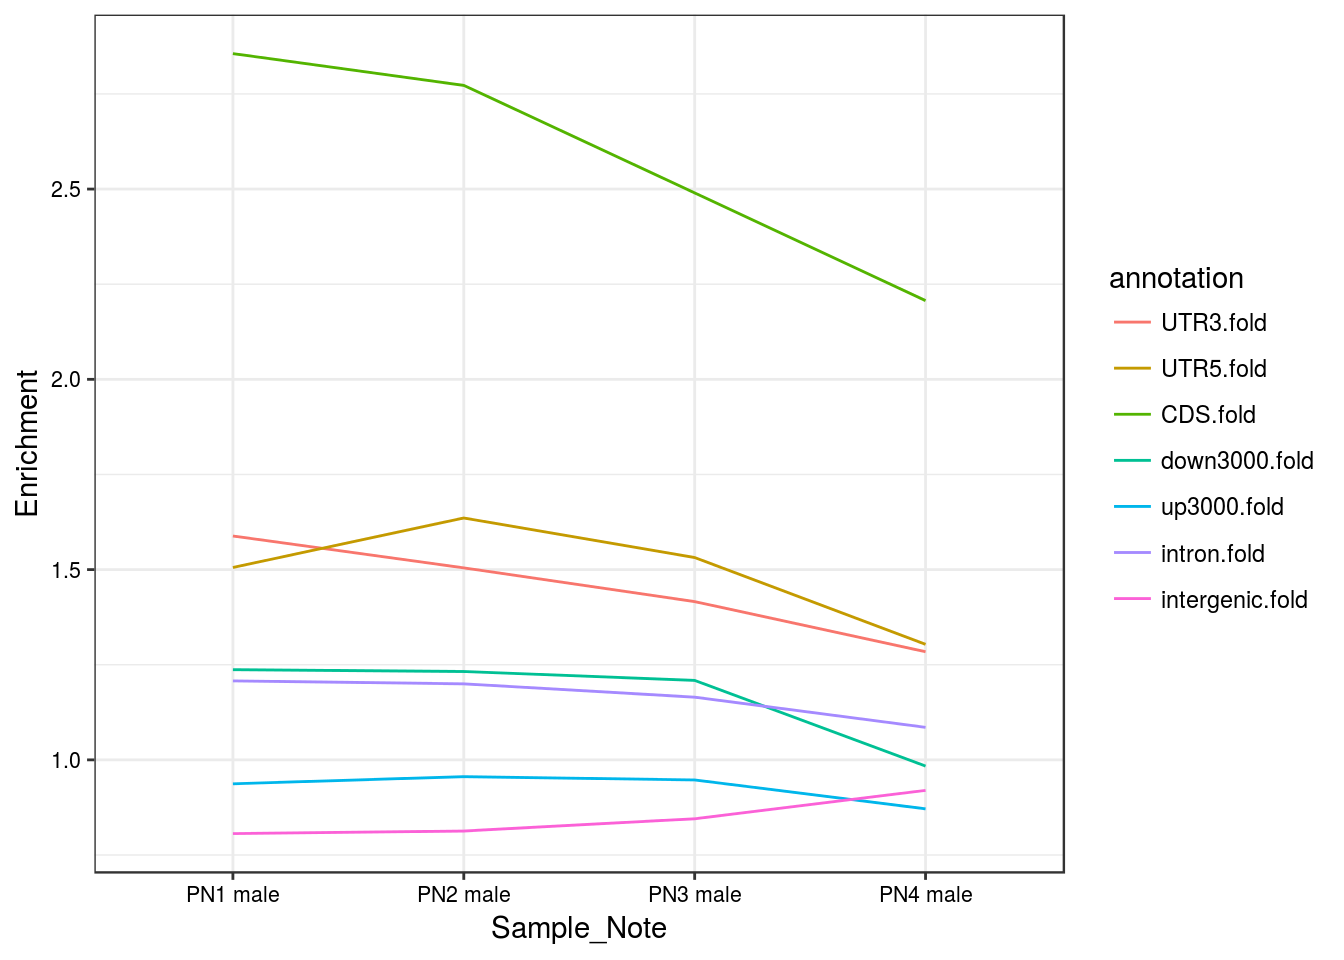 Enrichment
2.5
2.0
1.5
1.0
PN1 male
PN2 male
PN3 male
PN4 male
Sample_Note
annotation
UTR3.fold
UTR5.fold
CDS.fold
down3000.fold
up3000.fold
intron.fold
intergenic.fold